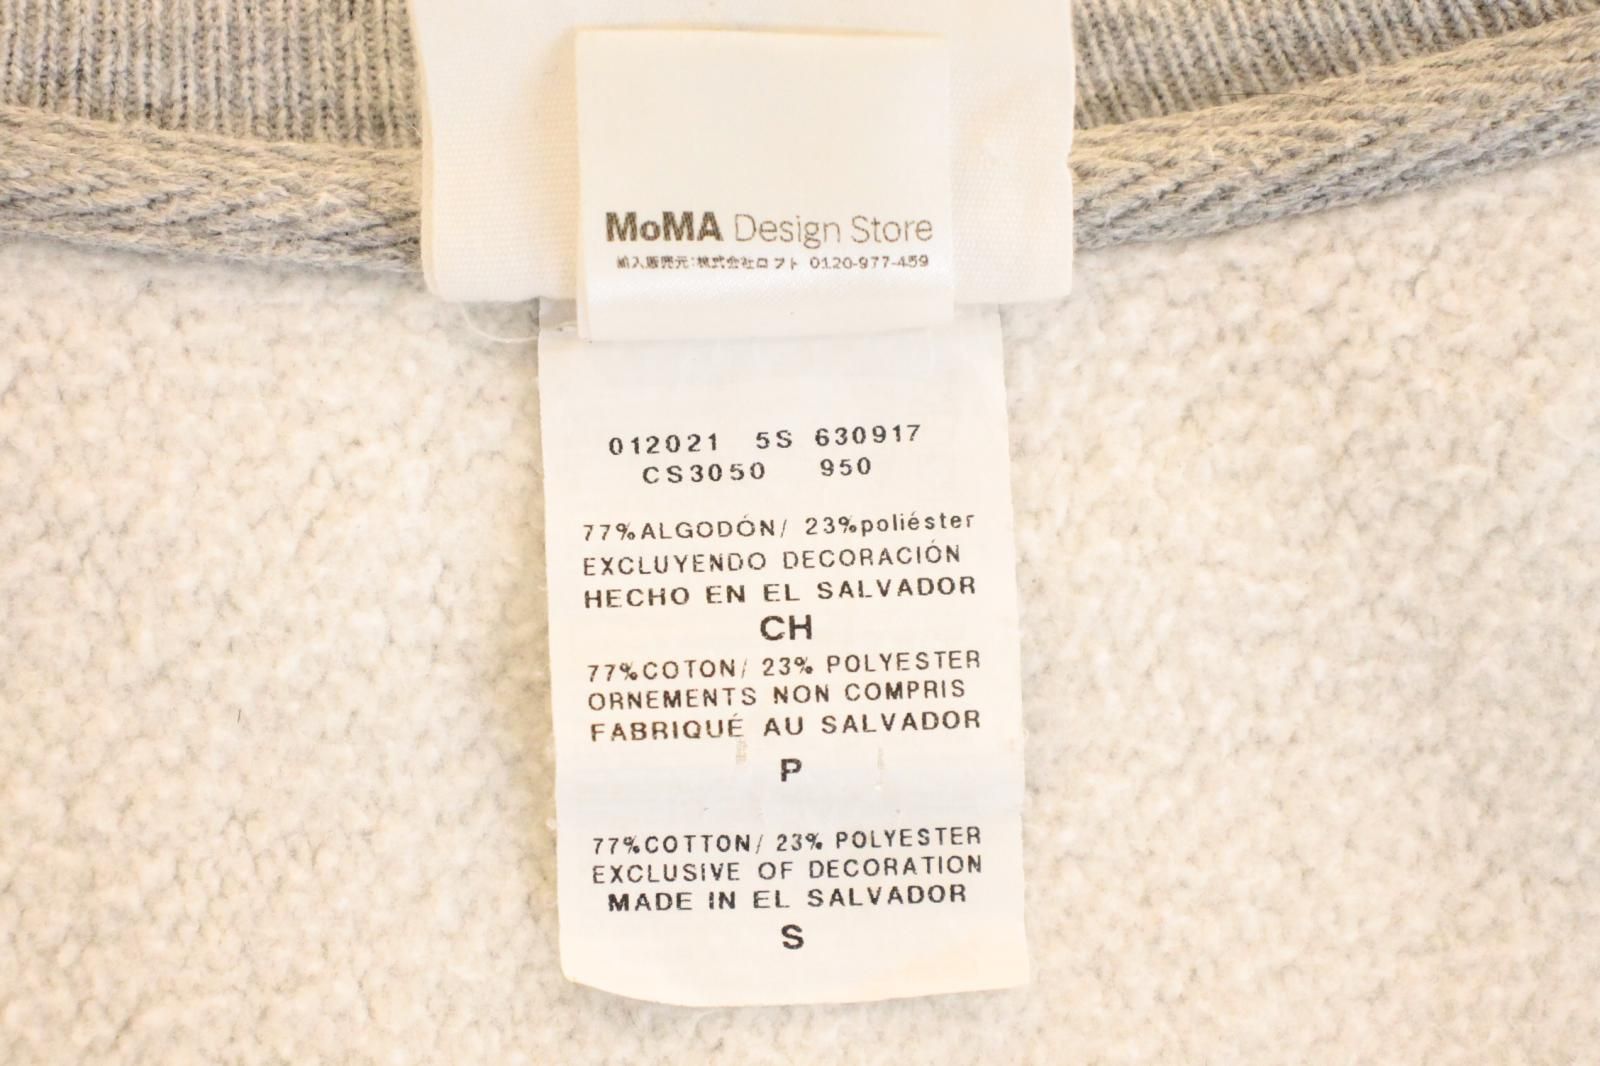 MoMA Design Store
輸入販売元:株式会社ロフト 0120-977-459
012021 5S 630917
CS3050 950
77%ALGODÓN/ 23%poliéster
EXCLUYENDO DECORACIÓN
HECHO EN EL SALVADOR
CH
77%COTON/ 23% POLYESTER
ORNEMENTS NON COMPRIS
FABRIQUÉ AU SALVADOR
P
77%COTTON/ 23% POLYESTER
EXCLUSIVE OF DECORATION
MADE IN EL SALVADOR
S